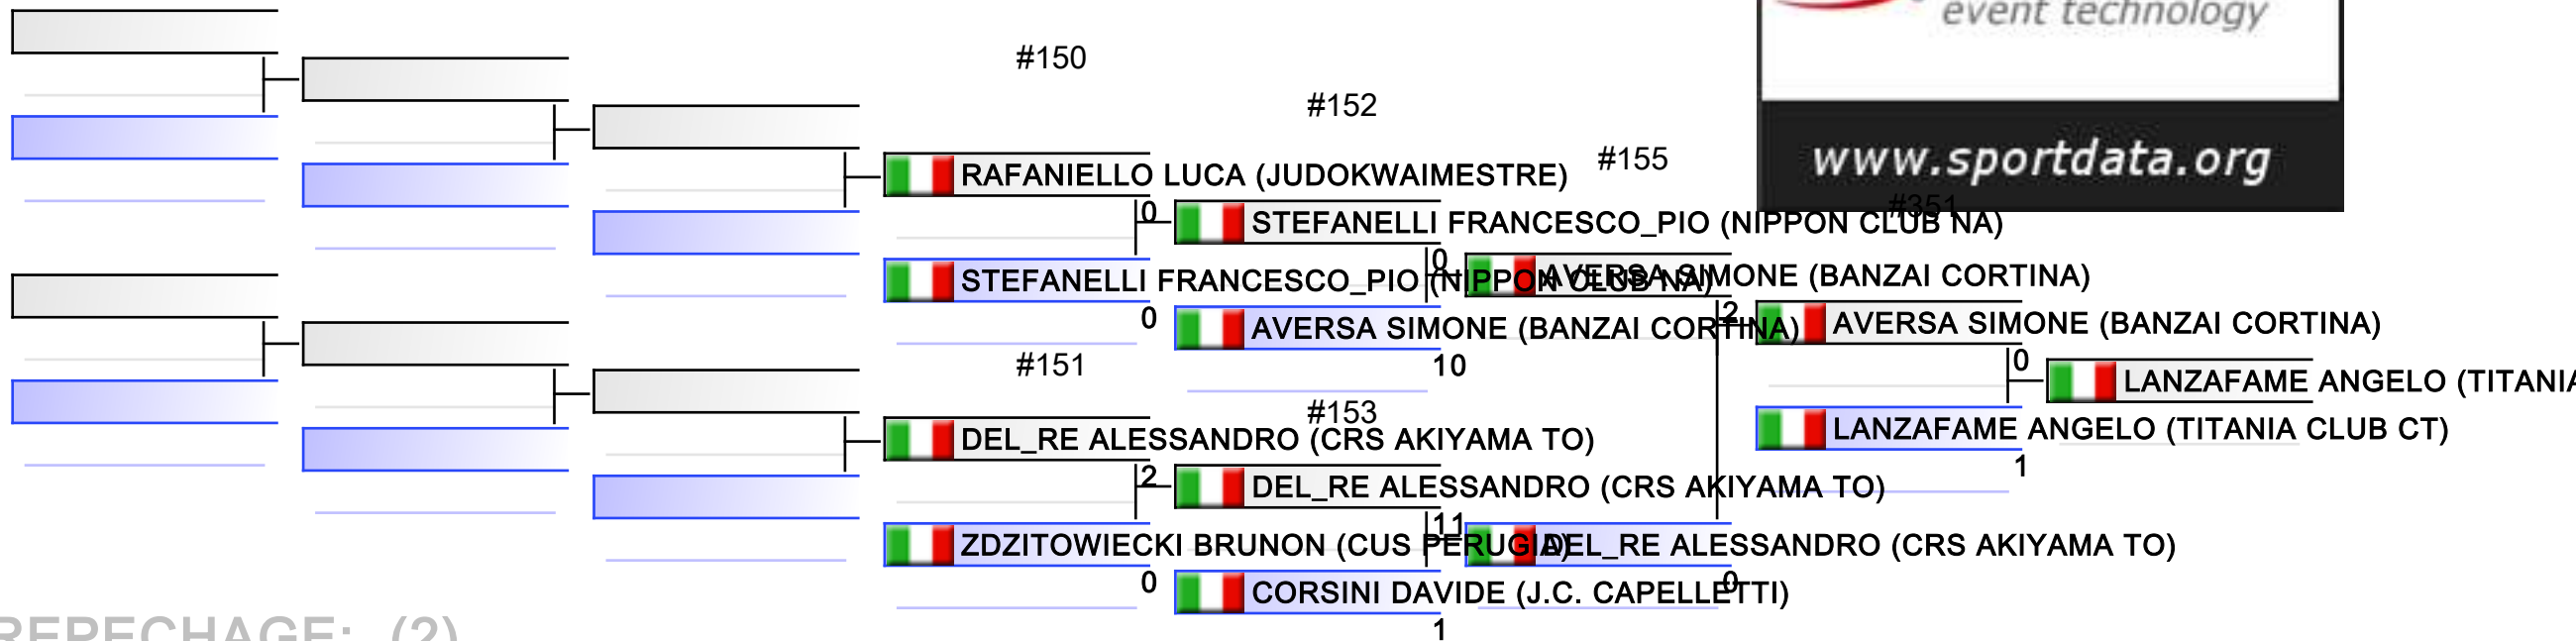 event technology
#150
#152
www.sportdata.org
#155
RAFANIELLO LUCA (JUDOKWAIMESTRE)
#351
0
STEFANELLI FRANCESCO_PIO (NIPPON CLUB NA)
0
STEFANELLI FRANCESCO_PIO (NIPPON CLUB NA)
AVERSA SIMONE (BANZAI CORTINA)
0
2
AVERSA SIMONE (BANZAI CORTINA)
AVERSA SIMONE (BANZAI CORTINA)
#151
10
0
LANZAFAME ANGELO (TITANIA
#153
DEL_RE ALESSANDRO (CRS AKIYAMA TO)
LANZAFAME ANGELO (TITANIA CLUB CT)
2
1
DEL_RE ALESSANDRO (CRS AKIYAMA TO)
11
ZDZITOWIECKI BRUNON (CUS PERUGIA)
DEL_RE ALESSANDRO (CRS AKIYAMA TO)
0
0
CORSINI DAVIDE (J.C. CAPELLETTI)
1
REPECHAGE: (2)